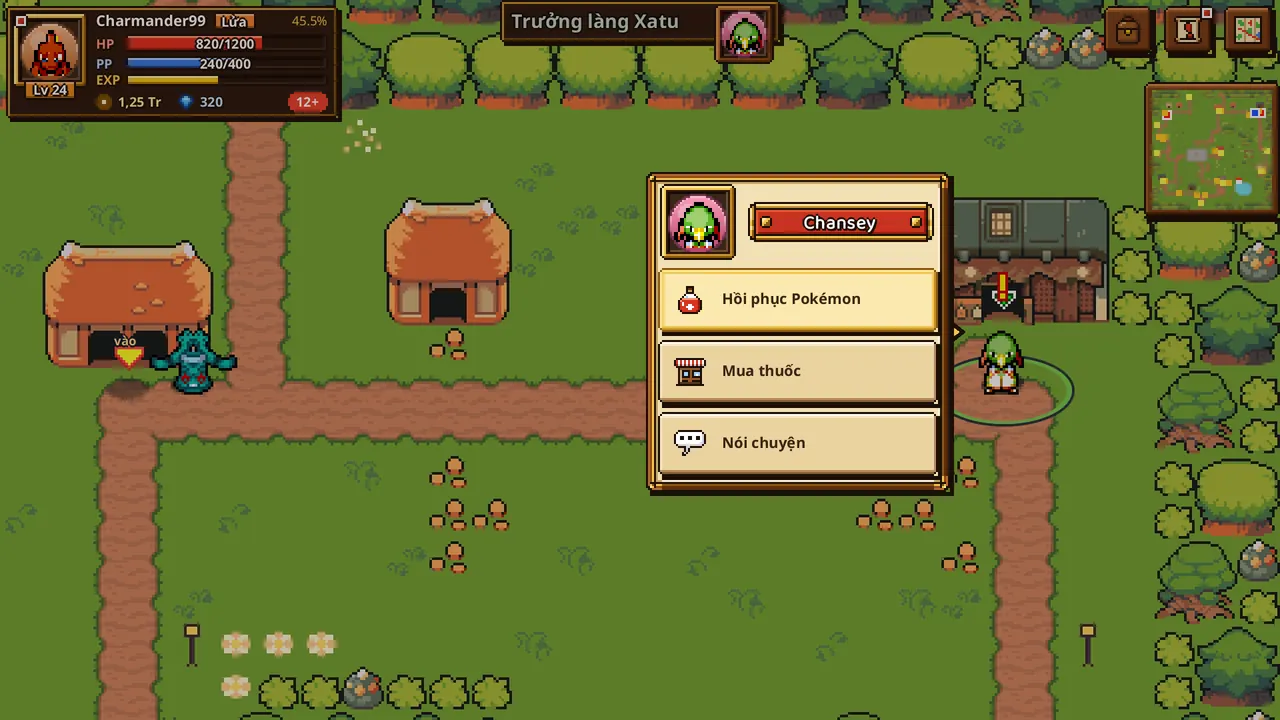 Charmander99 Lửa 45.5%
HP 820/1200
PP 240/400
EXP
Lv 24
1,25 Tr 320 12+
Trưởng làng Xatu
Chansey
Hồi phục Pokémon
Mua thuốc
Nói chuyện
vào